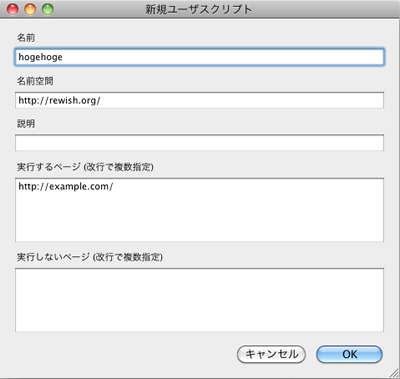 新規ユーザスクリプト
名前
hogehoge
名前空間
http://rewish.org/
説明
実行するページ (改行で複数指定)
http://example.com/
実行しないページ (改行で複数指定)
キャンセル
OK